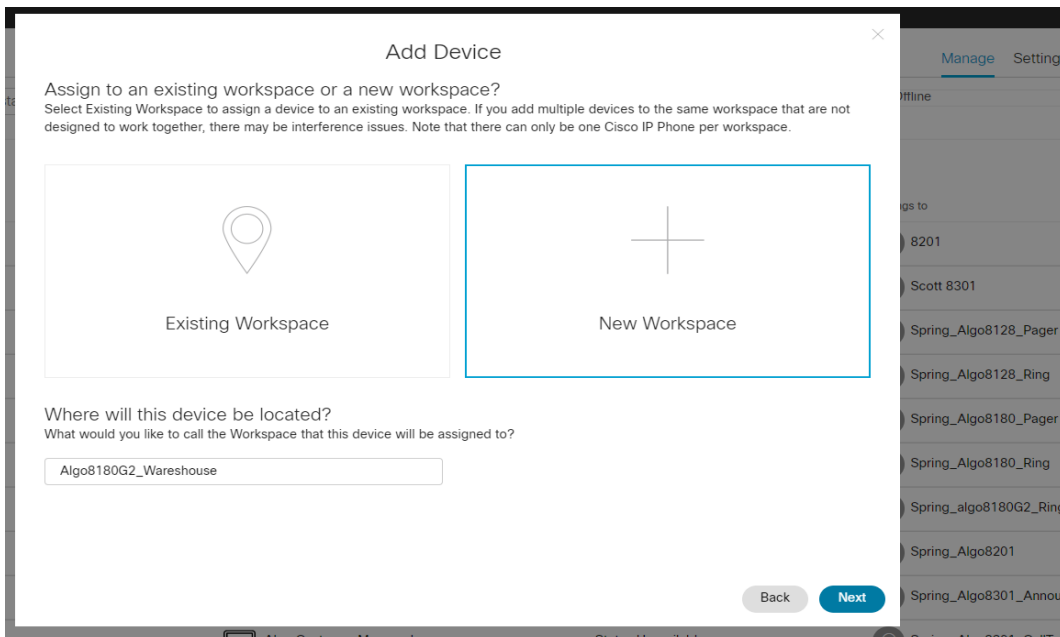 Add Device
Manage
Assign to an existing workspace or a new workspace?
Select Existing Workspace to assign a device to an existing workspace. If you add multiple devices to the same workspace that are not
designed to work together, there may be interference issues. Note that there can only be one Cisco IP Phone per workspace.
8201
Scott 8301
Existing Workspace
New Workspace
Spring_Algo8128_Pager
Spring_Algo8128_Ring
Where will this device be located?
What would you like to call the Workspace that this device will be assigned to?
Spring_Algo8180_Pager
Algo8180G2_Wareshouse
Spring_Algo8180_Ring
Spring_algo8180G2_Ring
Spring_Algo8201
Back
Next